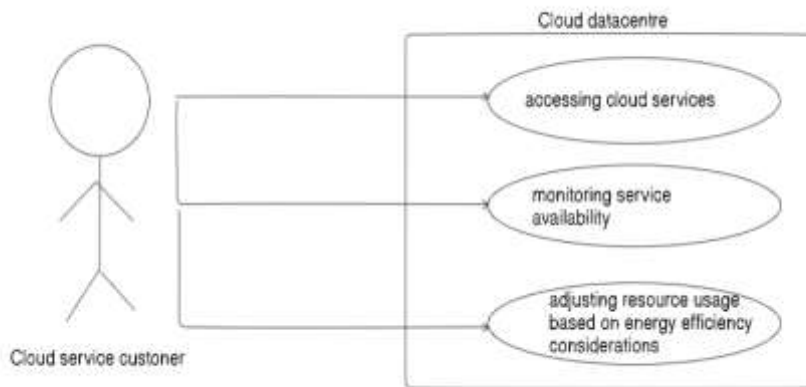 Cloud datacentre
accessing cloud services
monitoring service
availability
adjusting resource usage
based on energy efficiency
considerations
Cloud service custoner